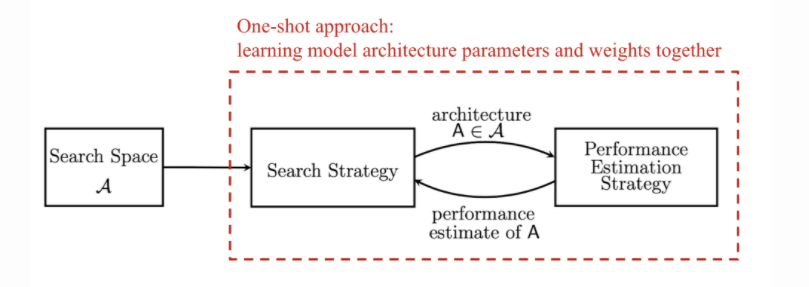 One-shot approach:
learning model architecture parameters and weights together
Search Space
𝒜
Search Strategy
architecture
A ∈ 𝒜
Performance
Estimation
Strategy
performance
estimate of A